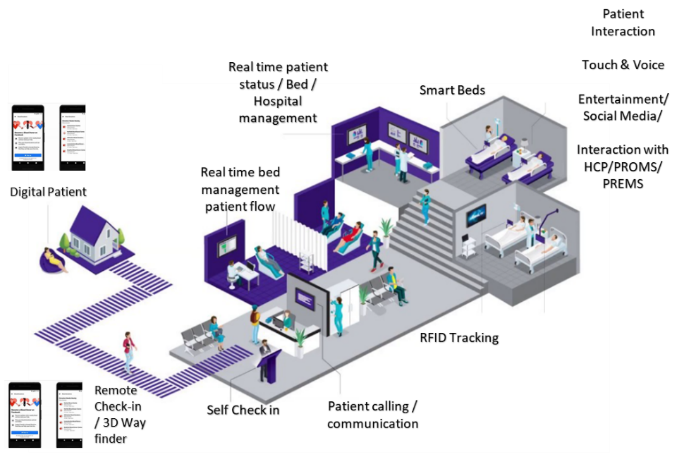 Patient
Interaction
Touch & Voice
Entertainment/
Social Media/
Interaction with
HCP/PROMS/
PREMS
Real time patient
status / Bed /
Hospital
management
Smart Beds
Real time bed
management
patient flow
Digital Patient
RFID Tracking
Remote
Check-in
/ 3D Way
finder
Self Check in
Patient calling /
communication